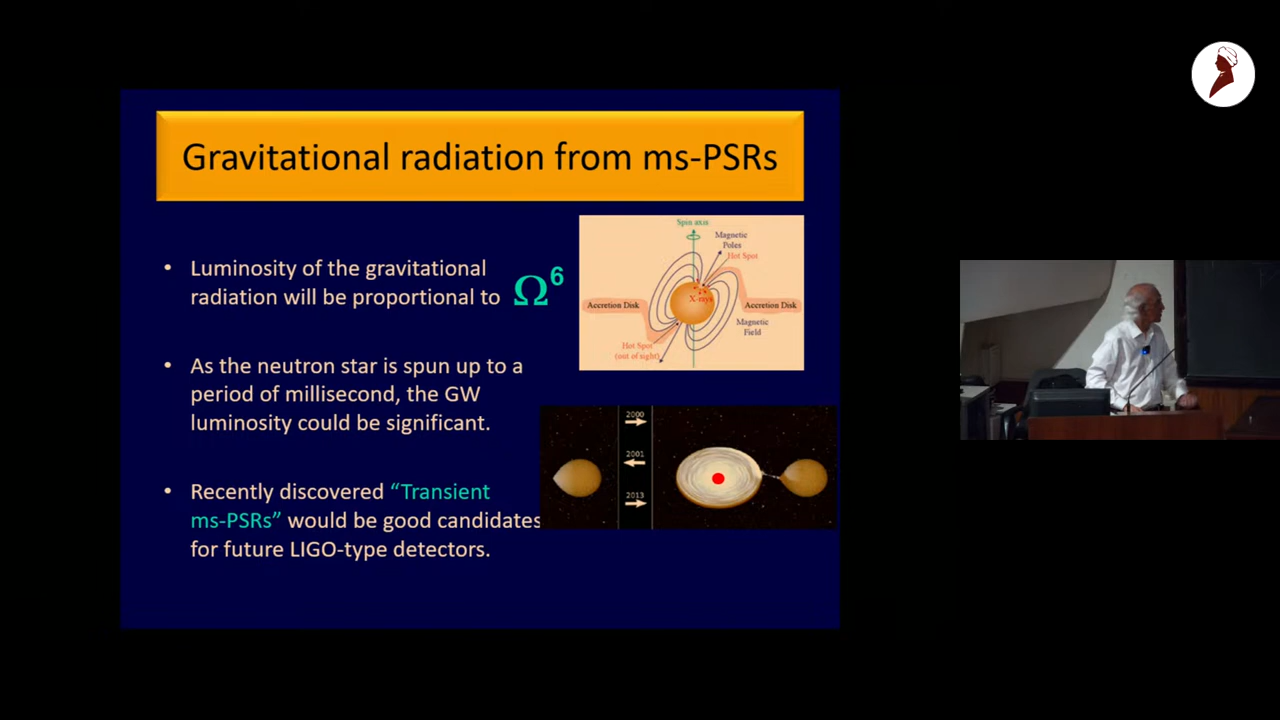 Gravitational radiation from ms-PSRs
• Luminosity of the gravitational
radiation will be proportional to Ω⁶
• As the neutron star is spun up to a
period of millisecond, the GW
luminosity could be significant.
• Recently discovered “Transient
ms-PSRs” would be good candidates
for future LIGO-type detectors.
Spin axis
Magnetic
Poles
Hot Spot
X-rays
Accretion Disk
Accretion Disk
Magnetic
Field
Hot Spot
(out of sight)
2000
2001
2013